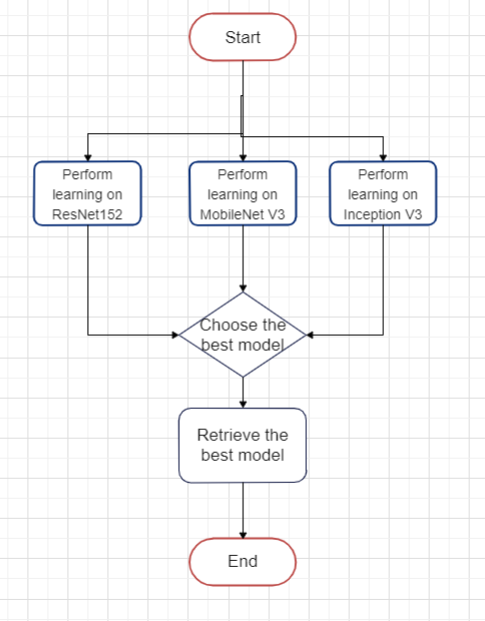 Start
Perform
learning on
ResNet152
Perform
learning on
MobileNet V3
Perform
learning on
Inception V3
Choose the
best model
Retrieve the
best model
End